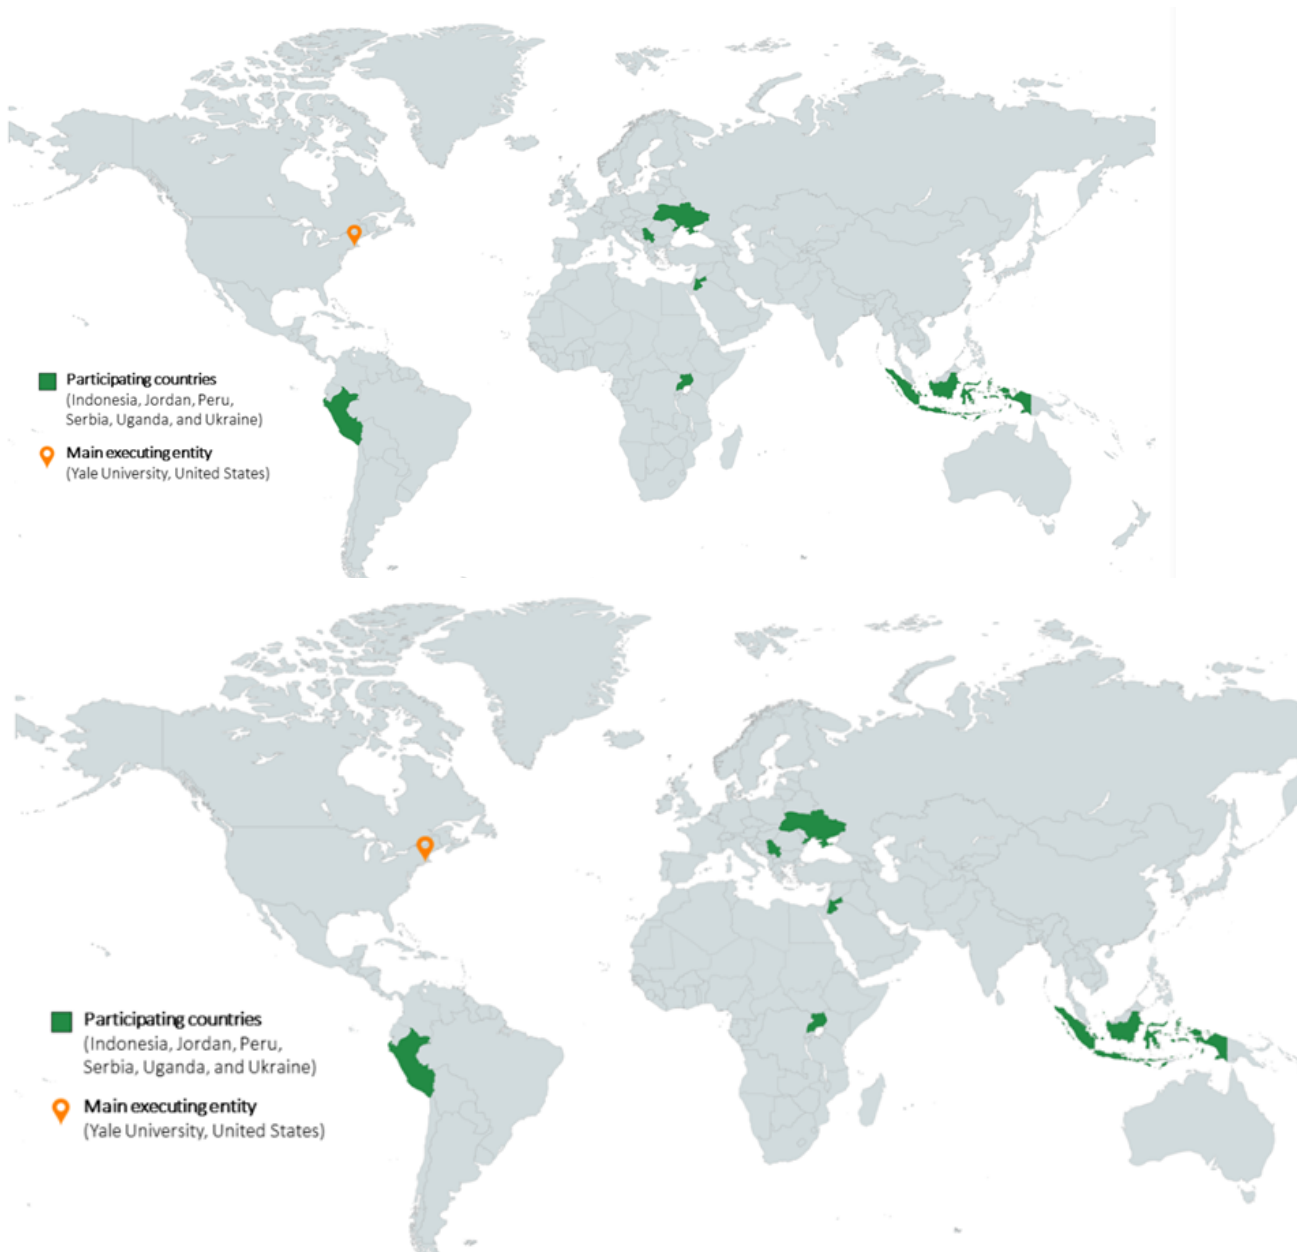 Participating countries
(Indonesia, Jordan, Peru,
Serbia, Uganda, and Ukraine)
Main executing entity
(Yale University, United States)
Participating countries
(Indonesia, Jordan, Peru,
Serbia, Uganda, and Ukraine)
Main executing entity
(Yale University, United States)